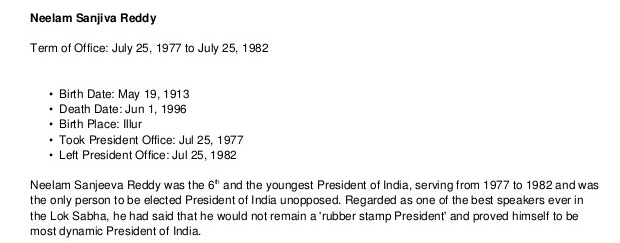 Neelam Sanjiva Reddy
Term of Office: July 25, 1977 to July 25, 1982
• Birth Date: May 19, 1913
• Death Date: Jun 1, 1996
• Birth Place: Illur
• Took President Office: Jul 25, 1977
• Left President Office: Jul 25, 1982
Neelam Sanjeeva Reddy was the 6th and the youngest President of India, serving from 1977 to 1982 and was
the only person to be elected President of India unopposed. Regarded as one of the best speakers ever in
the Lok Sabha, he had said that he would not remain a 'rubber stamp President' and proved himself to be
most dynamic President of India.